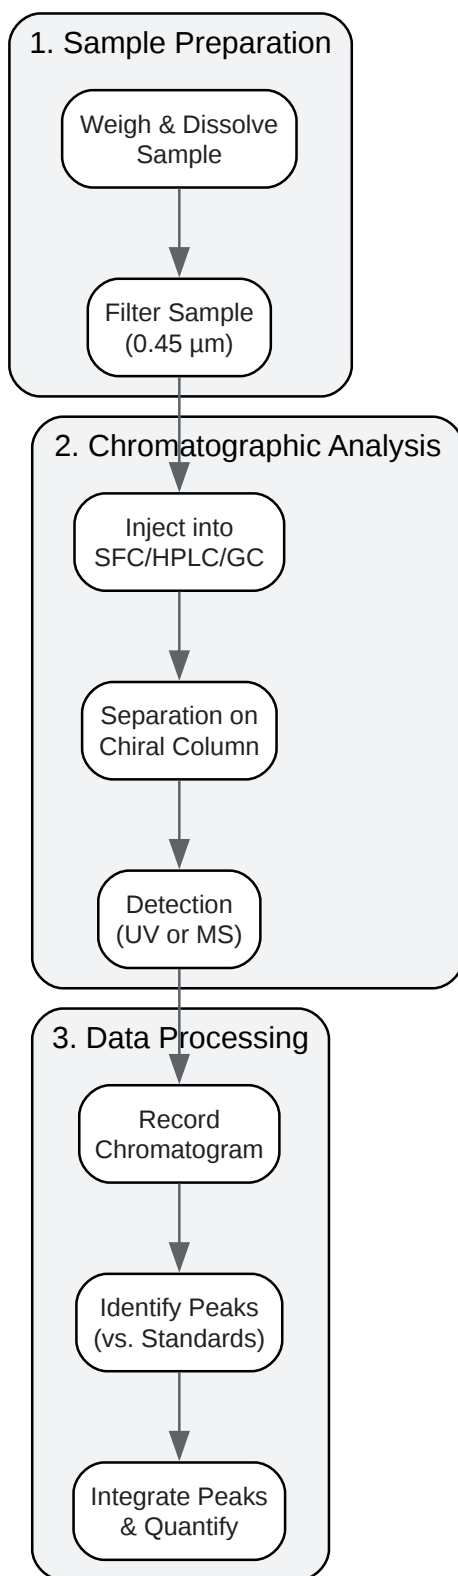 1. Sample Preparation
Weigh & Dissolve
Sample
Filter Sample
(0.45 µm)
2. Chromatographic Analysis
Inject into
SFC/HPLC/GC
Separation on
Chiral Column
Detection
(UV or MS)
3. Data Processing
Record
Chromatogram
Identify Peaks
(vs. Standards)
Integrate Peaks
& Quantify